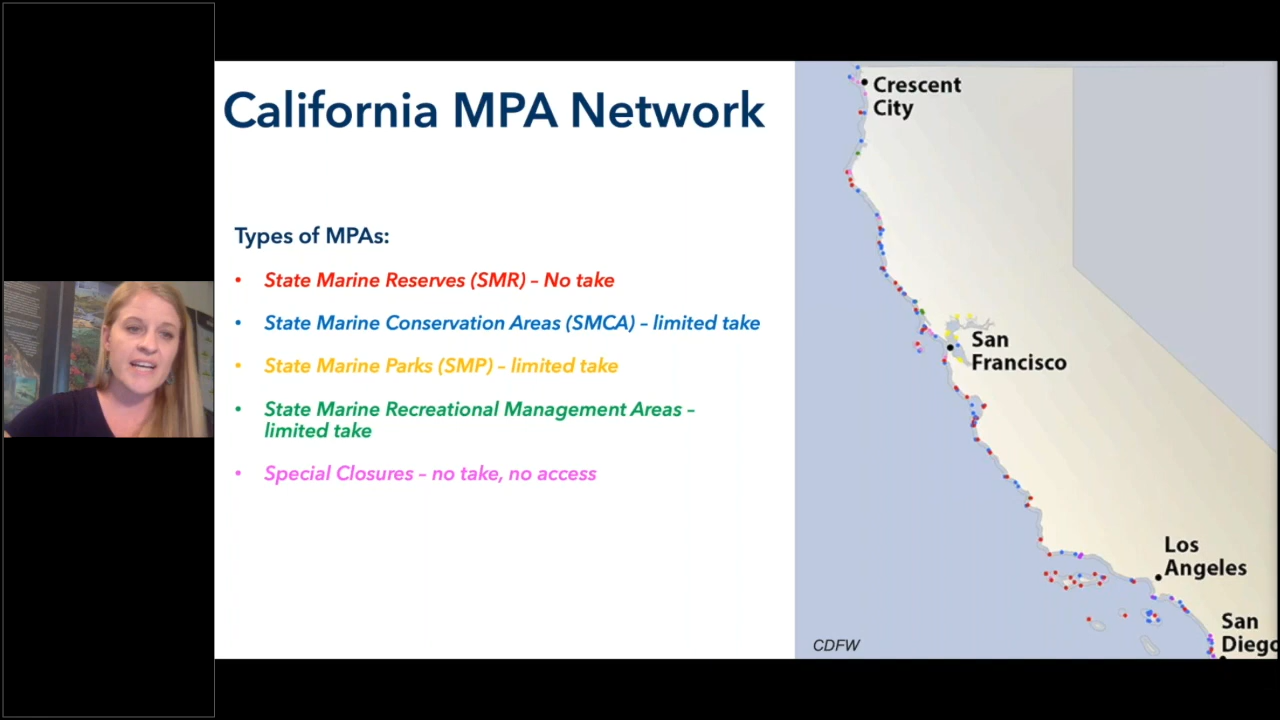 California MPA Network
Types of MPAs:
• State Marine Reserves (SMR) – No take
• State Marine Conservation Areas (SMCA) – limited take
• State Marine Parks (SMP) – limited take
• State Marine Recreational Management Areas –
limited take
• Special Closures – no take, no access
Crescent
City
San
Francisco
Los
Angeles
San
Diego
CDFW